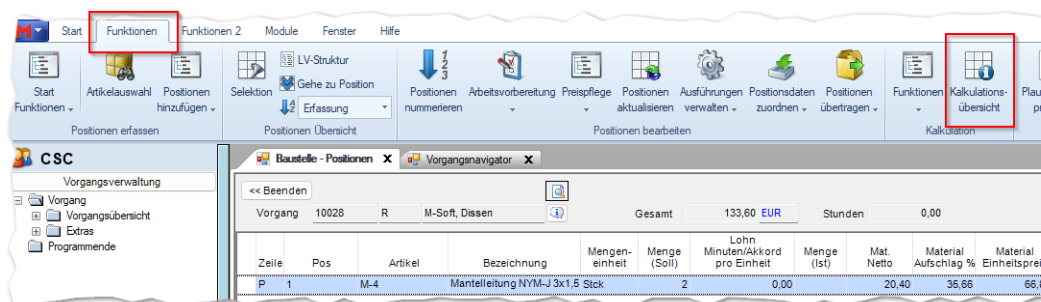 Start Funktionen Funktionen 2 Module Fenster Hilfe
Start Funktionen
Artikelauswahl
Positionen hinzufügen
Positionen erfassen
Selektion
LV-Struktur
Gehe zu Position
Erfassung
Positionen Übersicht
Positionen nummerieren
Arbeitsvorbereitung
Preispflege
Positionen aktualisieren
Ausführungen verwalten
Positionsdaten zuordnen
Positionen übertragen
Positionen bearbeiten
Funktionen
Kalkulations-
übersicht
Kalkulation
CSC
Vorgangsverwaltung
Vorgang
Vorgangsübersicht
Extras
Programmende
Baustelle - Positionen X Vorgangsnavigator X
<< Beenden
Vorgang 10028 R M-Soft, Dissen Gesamt 133,60 EUR Stunden 0,00
Zeile Pos Artikel Bezeichnung Mengen-
einheit Menge (Soll) Lohn Minuten/Akkord pro Einheit Menge (Ist) Mat. Netto Material Aufschlag % Material
P 1 M-4 Mantelleitung NYM-J 3x1,5 Stck 2 0,00 20,40 35,66